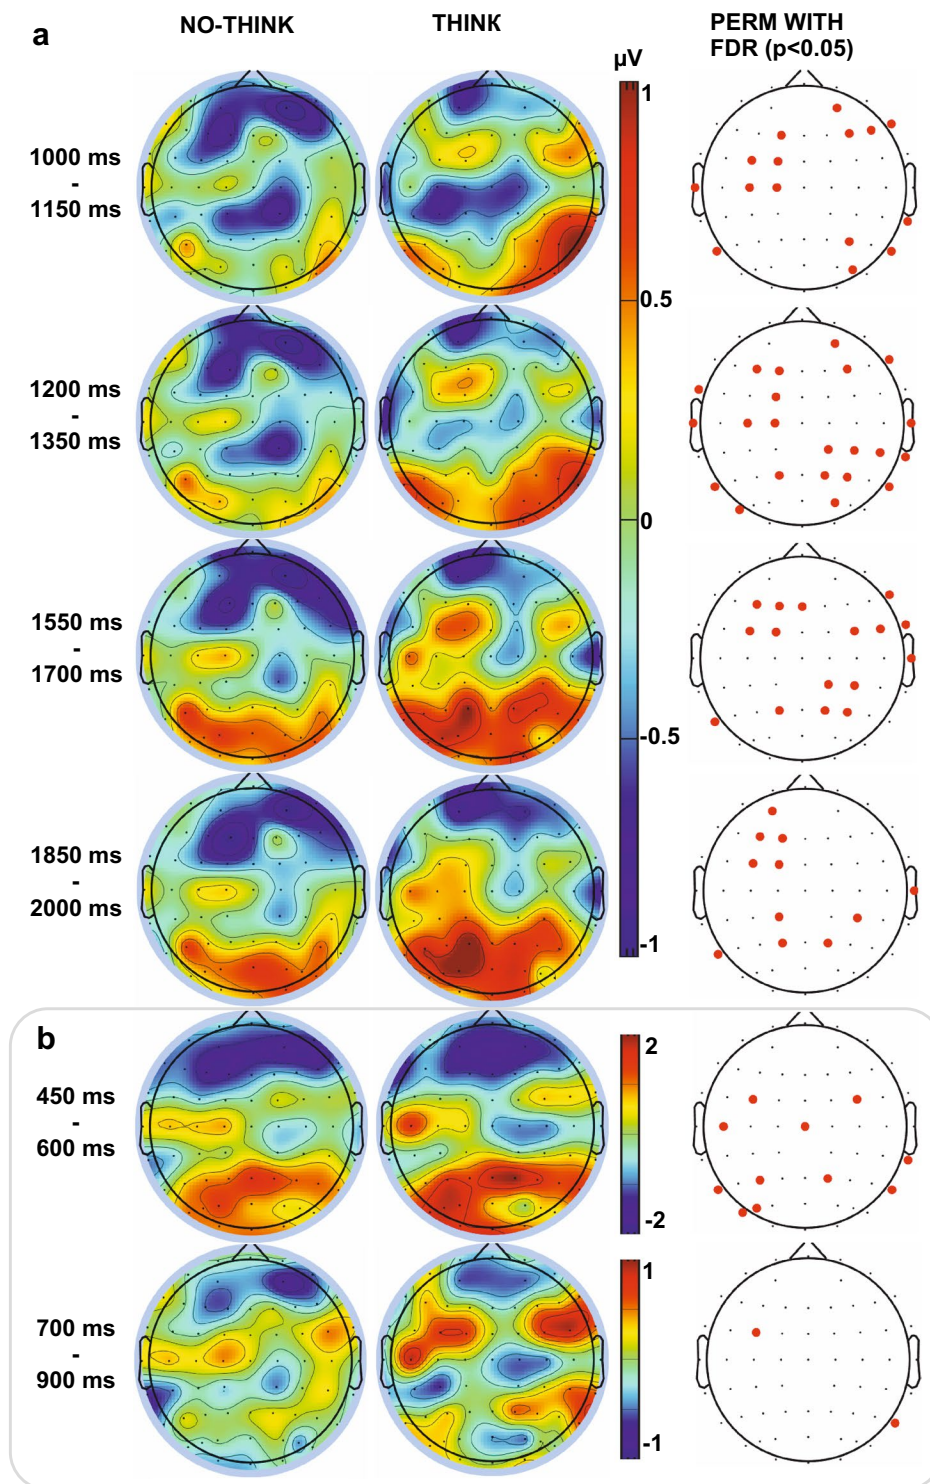 a
NO-THINK
THINK
PERM WITH
FDR (p<0.05)
µV
1000 ms
-
1150 ms
1
0.5
0
-0.5
-1
1200 ms
-
1350 ms
1550 ms
-
1700 ms
1850 ms
-
2000 ms
b
450 ms
-
600 ms
2
-2
700 ms
-
900 ms
1
-1